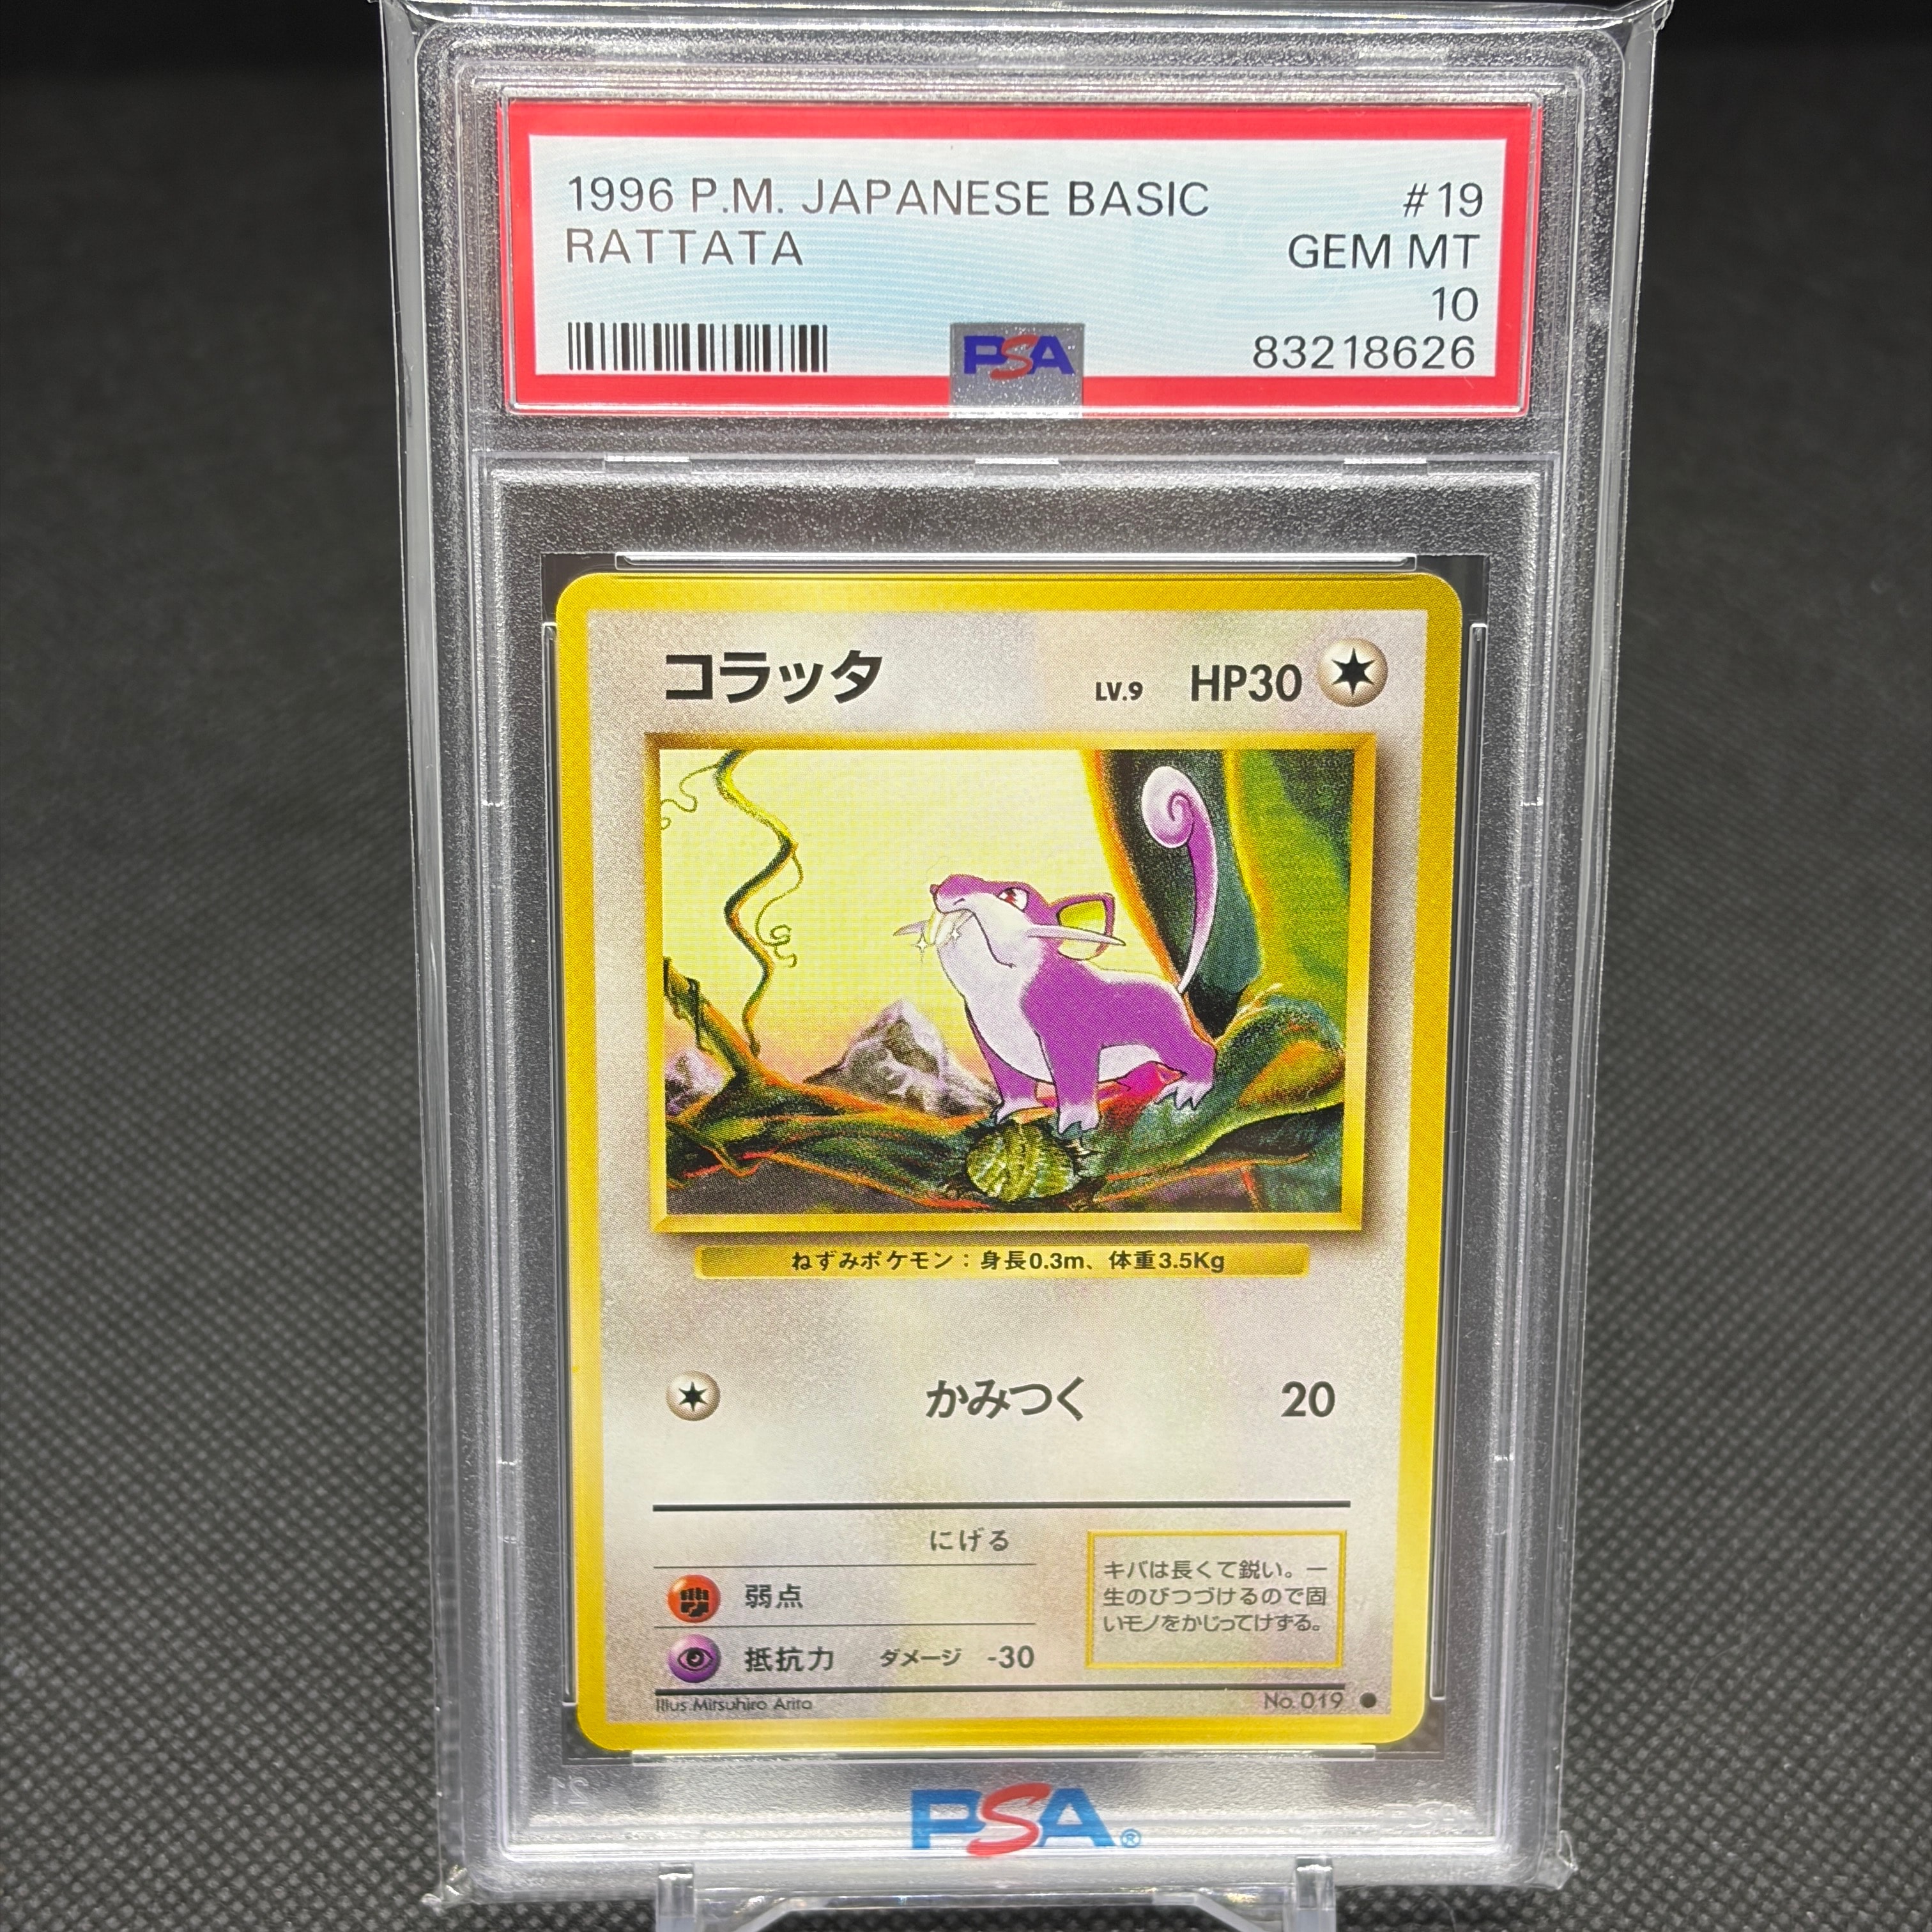 1996 P.M. JAPANESE BASIC #19
RATTATA GEM MT
10
PSA 83218626
コラッタ LV.9 HP30
ねずみポケモン：身長0.3m、体重3.5Kg
かみつく 20
にげる
弱点
抵抗力 ダメージ -30
キバは長くて鋭い。一
生のびつづけるので固
いモノをかじってけずる。
Illus.Mitsuhiro Arita No.019 ●
PSA®